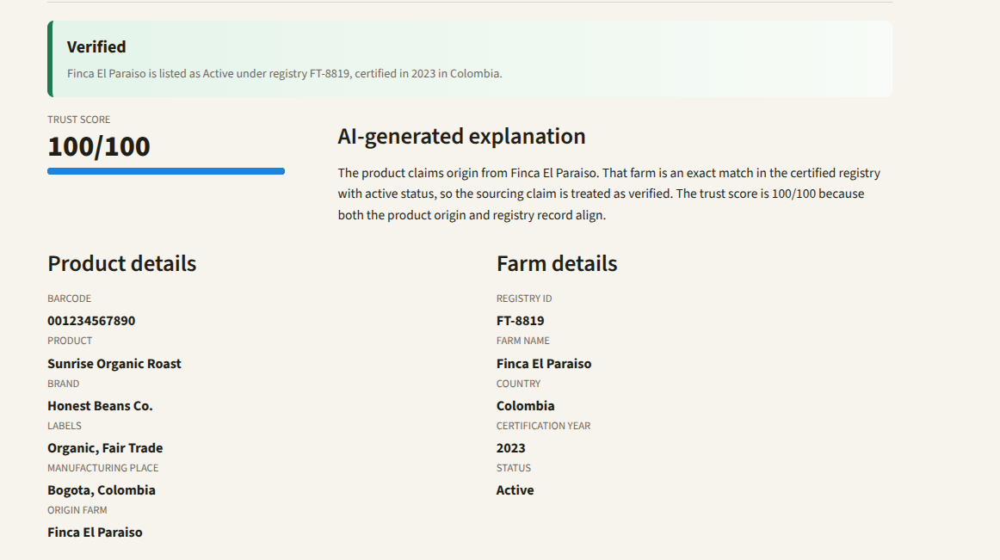 Verified
Finca El Paraiso is listed as Active under registry FT-8819, certified in 2023 in Colombia.
TRUST SCORE
100/100
AI-generated explanation
The product claims origin from Finca El Paraiso. That farm is an exact match in the certified registry
with active status, so the sourcing claim is treated as verified. The trust score is 100/100 because
both the product origin and registry record align.
Product details
BARCODE
001234567890
PRODUCT
Sunrise Organic Roast
BRAND
Honest Beans Co.
LABELS
Organic, Fair Trade
MANUFACTURING PLACE
Bogota, Colombia
ORIGIN FARM
Finca El Paraiso
Farm details
REGISTRY ID
FT-8819
FARM NAME
Finca El Paraiso
COUNTRY
Colombia
CERTIFICATION YEAR
2023
STATUS
Active